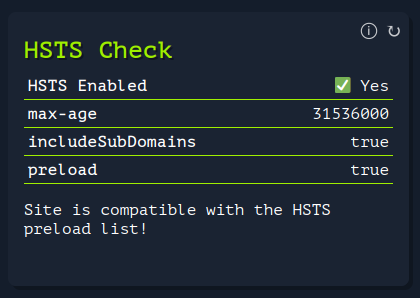 HSTS Check
HSTS Enabled ✅ Yes
max-age 31536000
includeSubDomains true
preload true
Site is compatible with the HSTS
preload list!